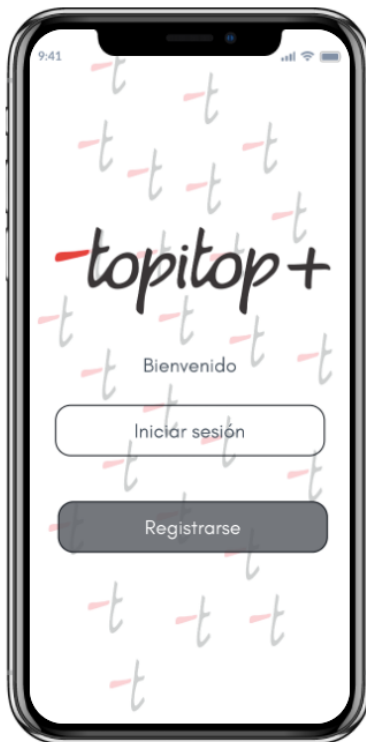 9:41
topitop +
Bienvenido
Iniciar sesión
Registrarse